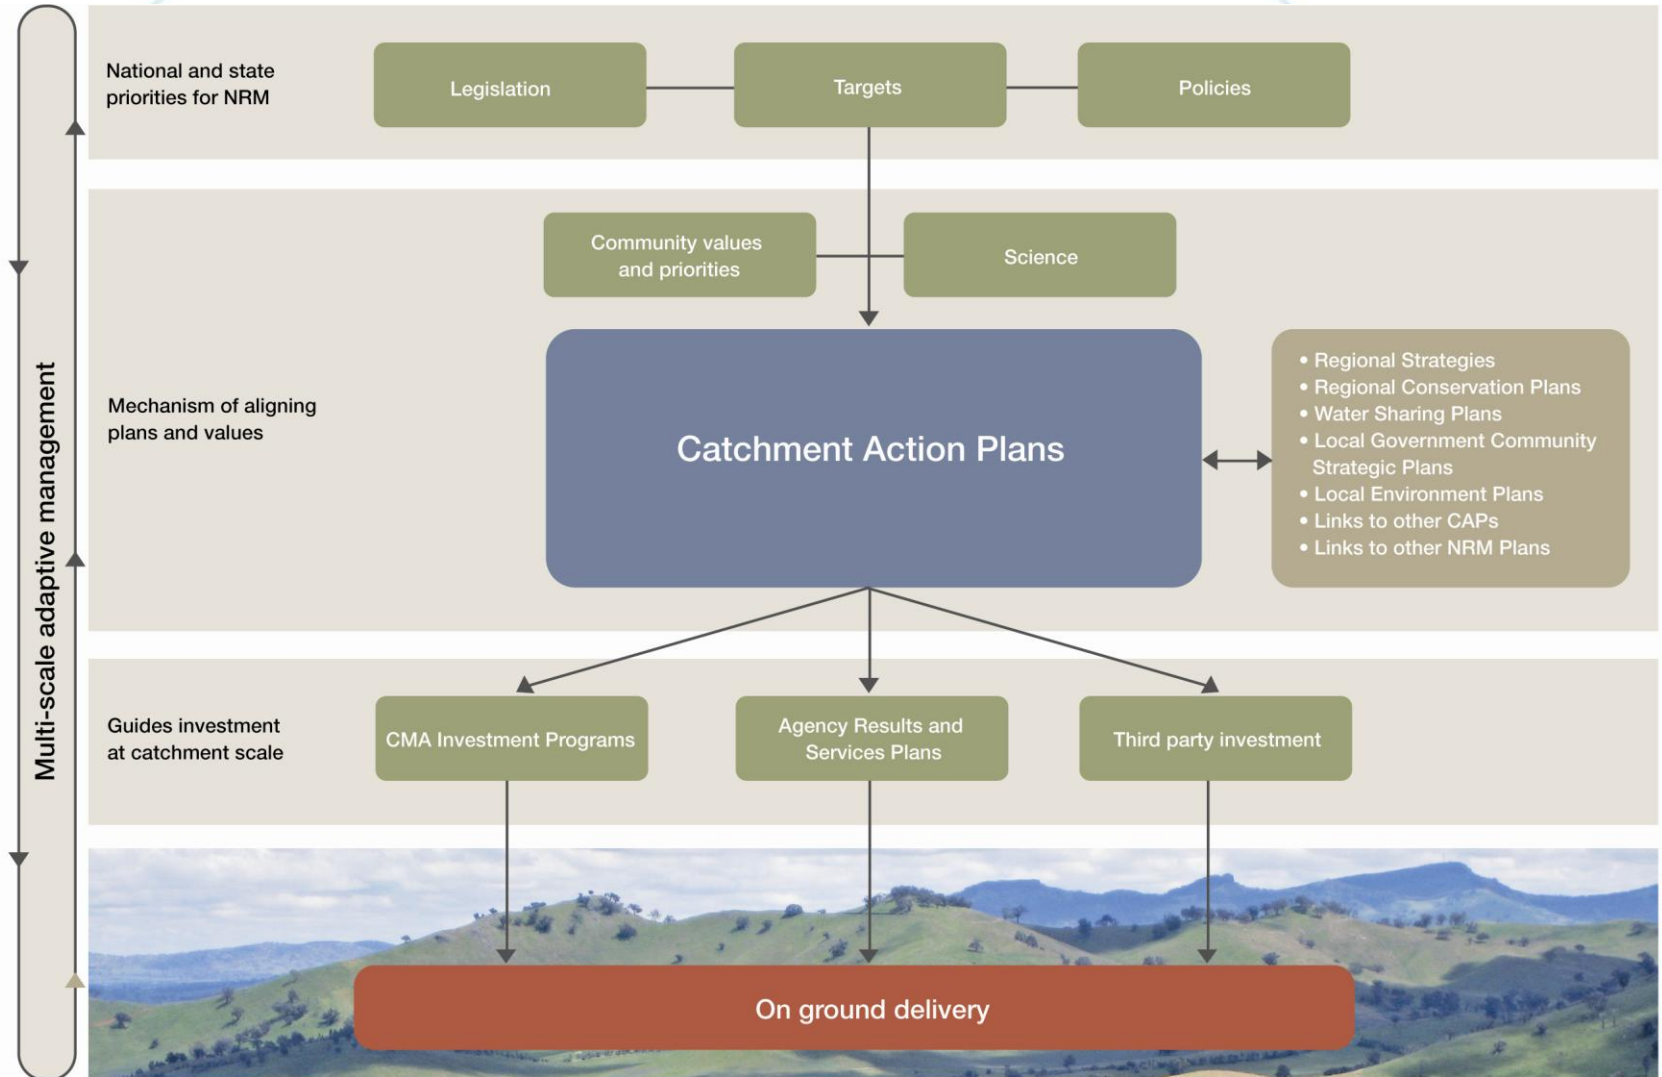 National and state
priorities for NRM
Legislation
Targets
Policies
Community values
and priorities
Science
Mechanism of aligning
plans and values
Catchment Action Plans
• Regional Strategies
• Regional Conservation Plans
• Water Sharing Plans
• Local Government Community
Strategic Plans
• Local Environment Plans
• Links to other CAPs
• Links to other NRM Plans
Multi-scale adaptive management
Guides investment
at catchment scale
CMA Investment Programs
Agency Results and
Services Plans
Third party investment
On ground delivery